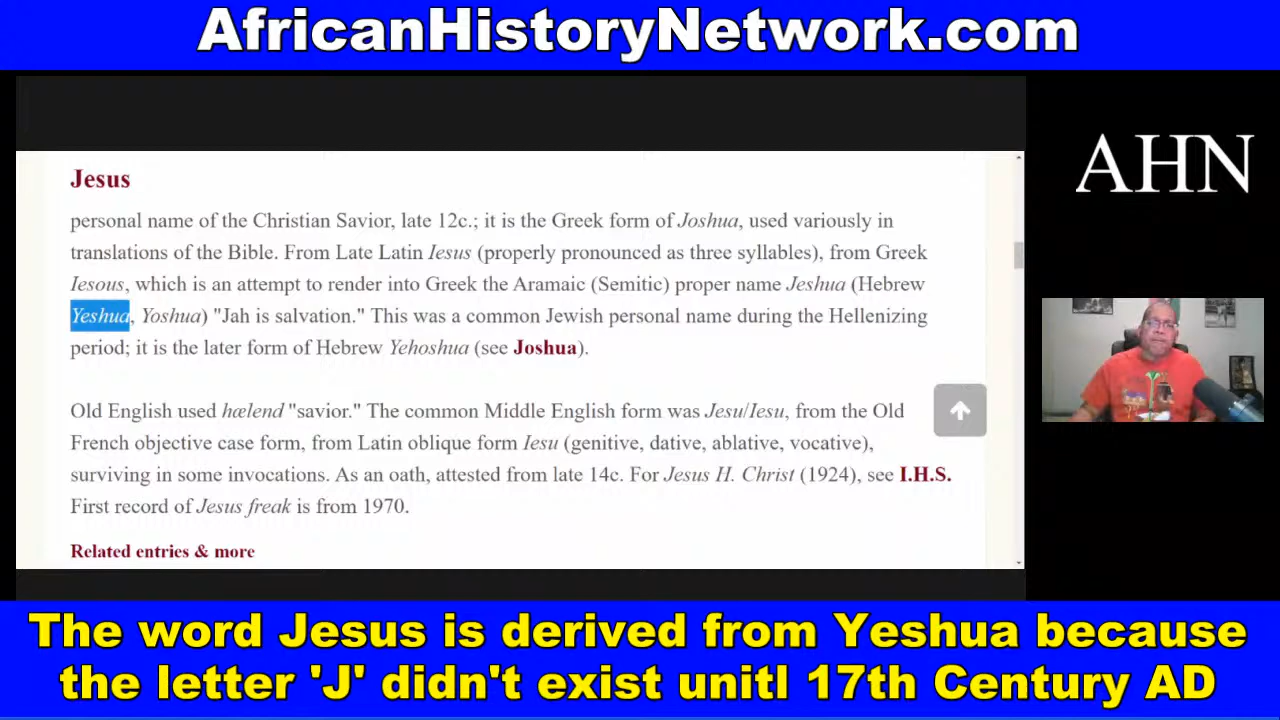 AfricanHistoryNetwork.com
AHN
Jesus
personal name of the Christian Savior, late 12c.; it is the Greek form of Joshua, used variously in
translations of the Bible. From Late Latin Iesus (properly pronounced as three syllables), from Greek
Iesous, which is an attempt to render into Greek the Aramaic (Semitic) proper name Jeshua (Hebrew
Yeshua, Yoshua) "Jah is salvation." This was a common Jewish personal name during the Hellenizing
period; it is the later form of Hebrew Yehoshua (see Joshua).
Old English used hælend "savior." The common Middle English form was Jesu/Iesu, from the Old
French objective case form, from Latin oblique form Iesu (genitive, dative, ablative, vocative),
surviving in some invocations. As an oath, attested from late 14c. For Jesus H. Christ (1924), see I.H.S.
First record of Jesus freak is from 1970.
Related entries & more
The word Jesus is derived from Yeshua because
the letter 'J' didn't exist unitl 17th Century AD